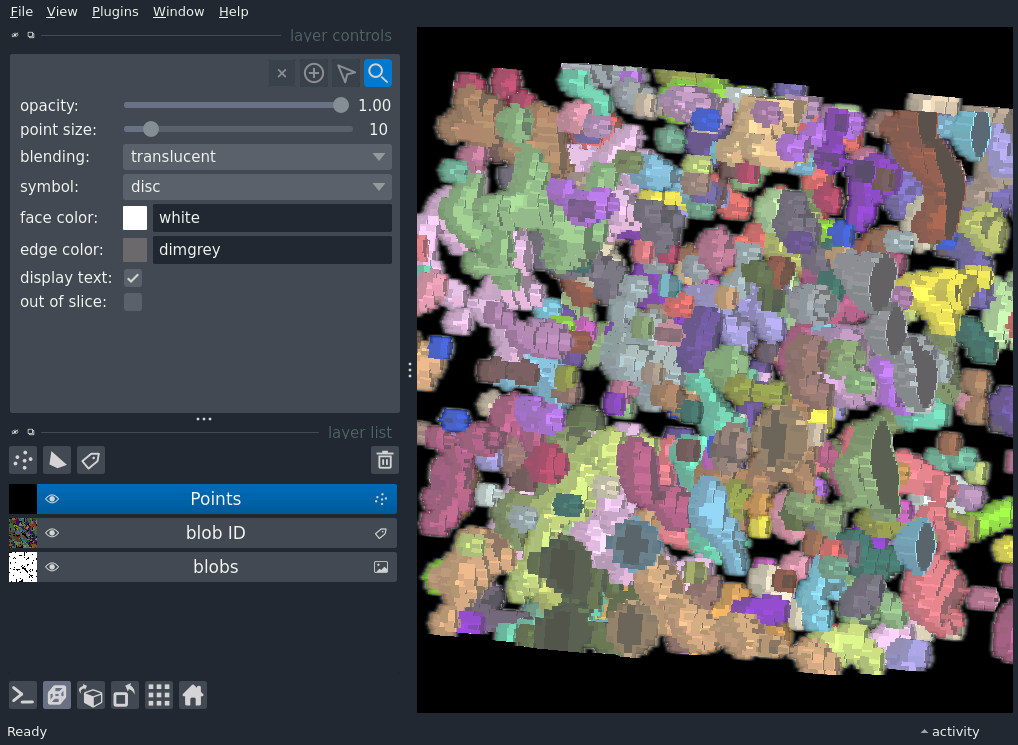 File View Plugins Window Help
layer controls
opacity: 1.00
point size: 10
blending: translucent
symbol: disc
face color: white
edge color: dimgrey
display text:
out of slice:
layer list
Points
blob ID
blobs
Ready
activity